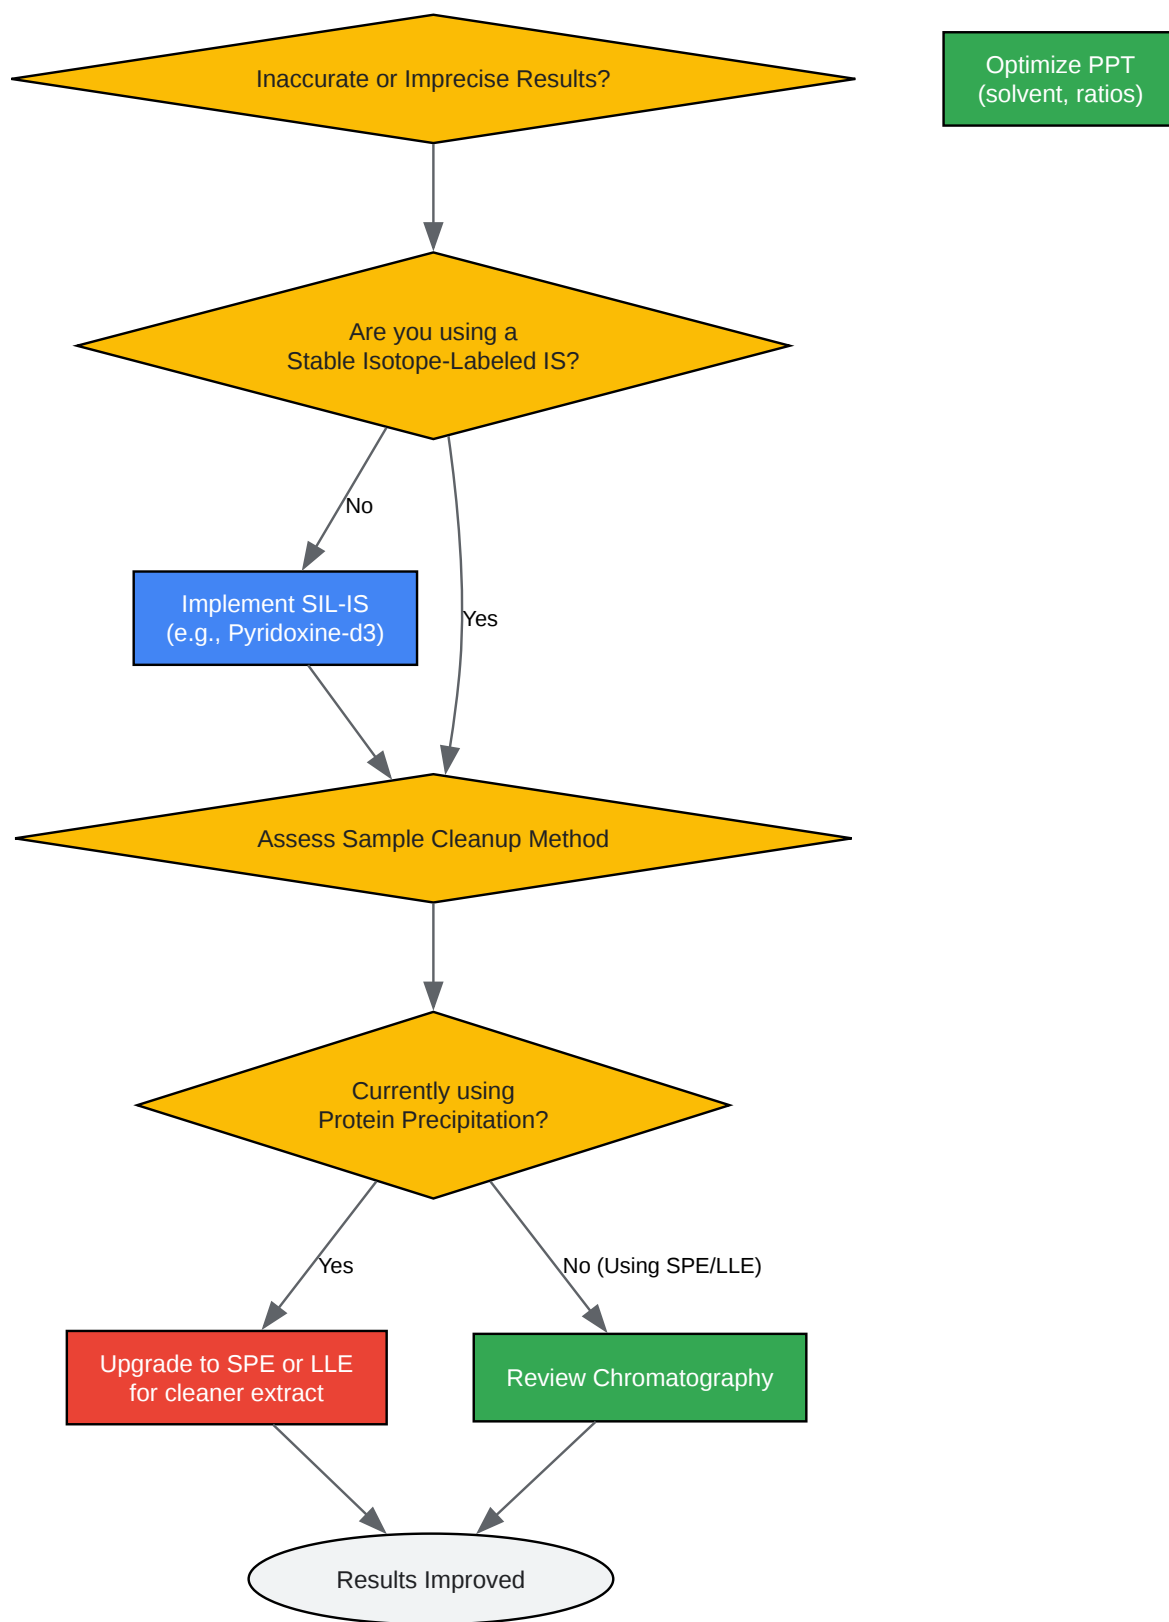 Inaccurate or Imprecise Results?
Optimize PPT
(solvent, ratios)
Are you using a
Stable Isotope-Labeled IS?
No
Implement SIL-IS
(e.g., Pyridoxine-d3)
Yes
Assess Sample Cleanup Method
Currently using
Protein Precipitation?
Yes
No (Using SPE/LLE)
Upgrade to SPE or LLE
for cleaner extract
Review Chromatography
Results Improved